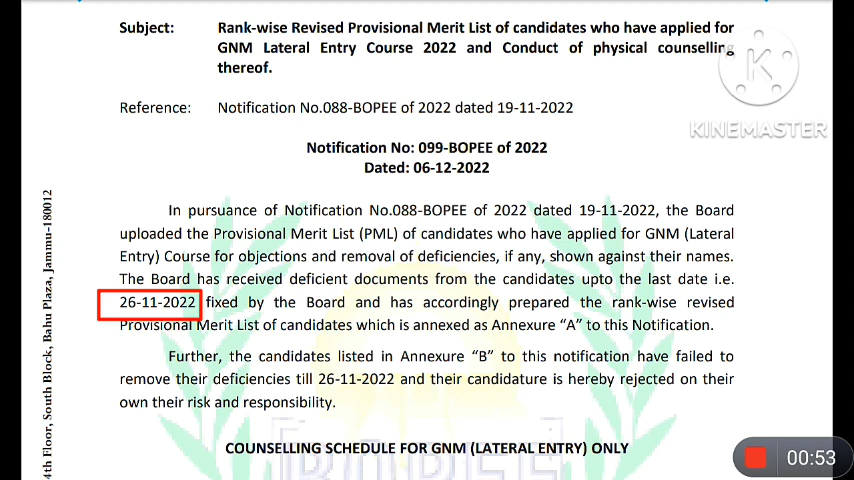 Subject: Rank-wise Revised Provisional Merit List of candidates who have applied for
GNM Lateral Entry Course 2022 and Conduct of physical counselling
thereof.
KINEMASTER
Reference: Notification No.088-BOPEE of 2022 dated 19-11-2022
Notification No: 099-BOPEE of 2022
Dated: 06-12-2022
In pursuance of Notification No.088-BOPEE of 2022 dated 19-11-2022, the Board
uploaded the Provisional Merit List (PML) of candidates who have applied for GNM (Lateral
Entry) Course for objections and removal of deficiencies, if any, shown against their names.
The Board has received deficient documents from the candidates upto the last date i.e.
26-11-2022 fixed by the Board and has accordingly prepared the rank-wise revised
Provisional Merit List of candidates which is annexed as Annexure “A” to this Notification.
Further, the candidates listed in Annexure “B” to this notification have failed to
remove their deficiencies till 26-11-2022 and their candidature is hereby rejected on their
own their risk and responsibility.
COUNSELLING SCHEDULE FOR GNM (LATERAL ENTRY) ONLY
BOPEE
4th Floor, South Block, Bahu Plaza, Jammu-180012
00:53